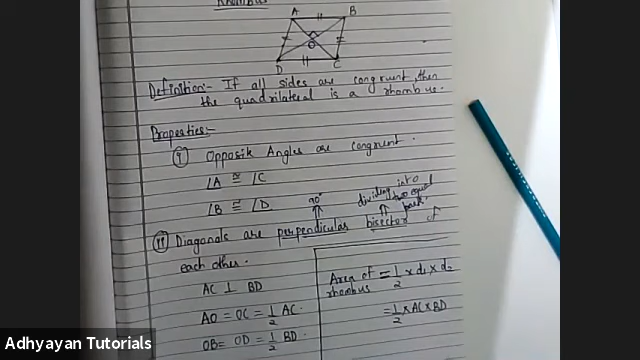 Rhombus
A B
O
D C
Definition:- If all sides are congruent, then
the quadrilateral is a rhombus.
Properties:-
(i) Opposite Angles are congruent.
∠A ≅ ∠C
∠B ≅ ∠D
90° dividing into two equal part.
(ii) Diagonals are perpendicular bisector of
each other.
AC ⊥ BD
AO = OC = 1/2 AC.
OB = OD = 1/2 BD.
Area of rhombus = 1/2 × d₁ × d₂
= 1/2 × AC × BD
Adhyayan Tutorials